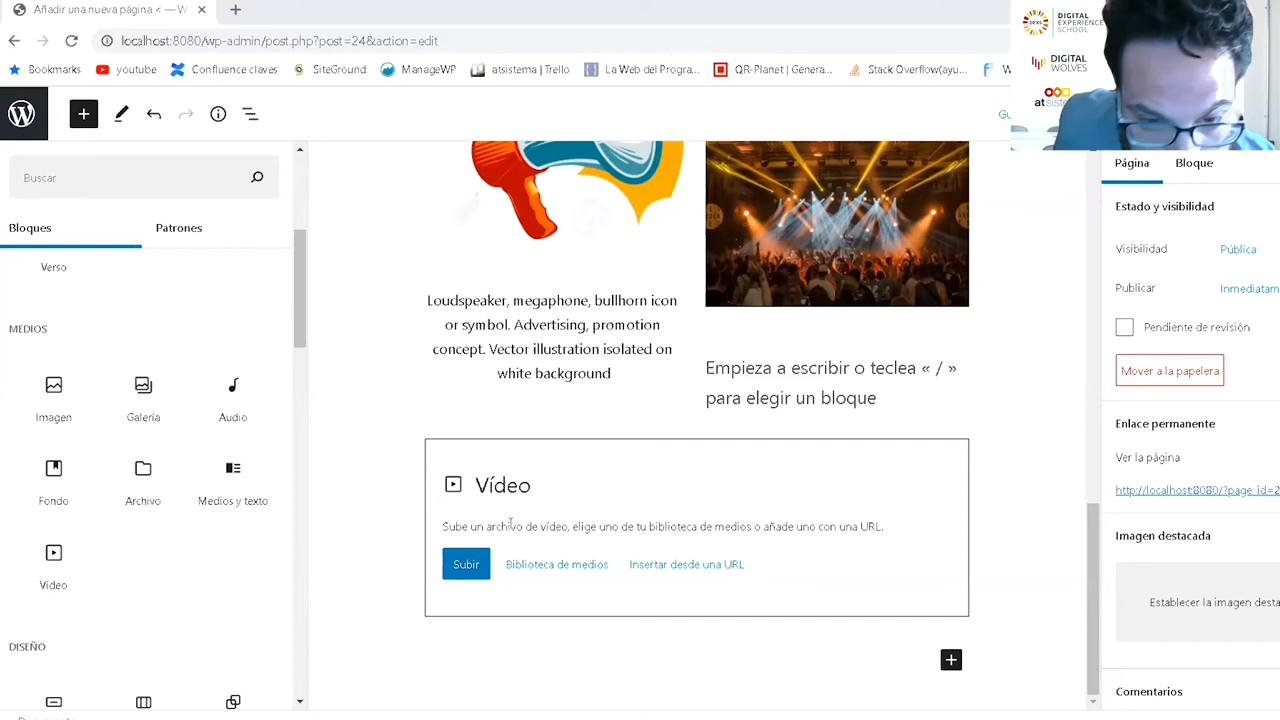 Añadir una nueva página < — W
localhost:8080/wp-admin/post.php?post=24&action=edit
Bookmarks
youtube
Confluence claves
SiteGround
ManageWP
atsistema | Trello
La Web del Progra...
QR-Planet | Genera...
Stack Overflow(ayu...
DEXS
DIGITAL
EXPERIENCE
SCHOOL
DIGITAL
WOLVES
Buscar
Bloques
Patrones
Verso
MEDIOS
Imagen
Galería
Audio
Fondo
Archivo
Medios y texto
Vídeo
DISEÑO
Loudspeaker, megaphone, bullhorn icon
or symbol. Advertising, promotion
concept. Vector illustration isolated on
white background
Empieza a escribir o teclea « / »
para elegir un bloque
Vídeo
Sube un archivo de vídeo, elige uno de tu biblioteca de medios o añade uno con una URL.
Subir
Biblioteca de medios
Insertar desde una URL
Página
Bloque
Estado y visibilidad
Visibilidad
Pública
Publicar
Inmediatam
Pendiente de revisión
Mover a la papelera
Enlace permanente
Ver la página
http://localhost:8080/?page_id=2
Imagen destacada
Establecer la imagen desta
Comentarios